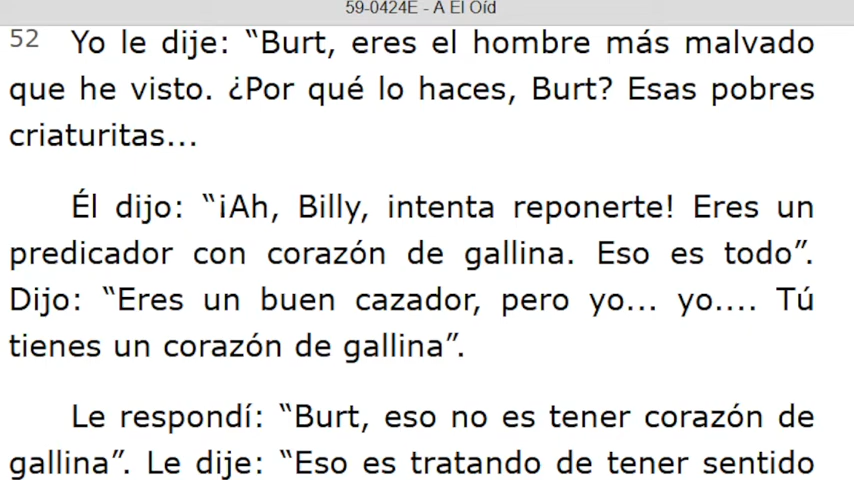 59-0424E - A Él Oíd
52 Yo le dije: “Burt, eres el hombre más malvado
que he visto. ¿Por qué lo haces, Burt? Esas pobres
criaturitas...
Él dijo: “¡Ah, Billy, intenta reponerte! Eres un
predicador con corazón de gallina. Eso es todo”.
Dijo: “Eres un buen cazador, pero yo... yo.... Tú
tienes un corazón de gallina”.
Le respondí: “Burt, eso no es tener corazón de
gallina”. Le dije: “Eso es tratando de tener sentido